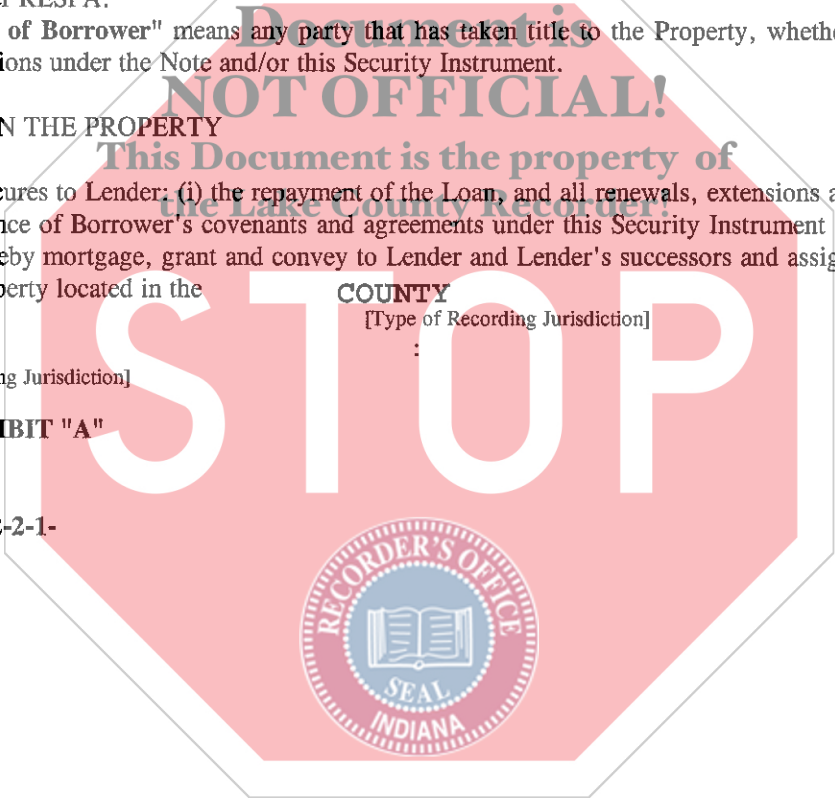 RESPA.
of Borrower" means any party that has taken title to the Property, whethe
ions under the Note and/or this Security Instrument.
Document is
NOT OFFICIAL!
This Document is the property of
the Lake County Recorder!
N THE PROPERTY
cures to Lender: (i) the repayment of the Loan, and all renewals, extensions a
nce of Borrower's covenants and agreements under this Security Instrument
eby mortgage, grant and convey to Lender and Lender's successors and assig
perty located in the COUNTY
[Type of Recording Jurisdiction]
:
ng Jurisdiction]
IBIT "A"
-2-1-
STOP
RECORDER'S OFFICE
SEAL
INDIANA